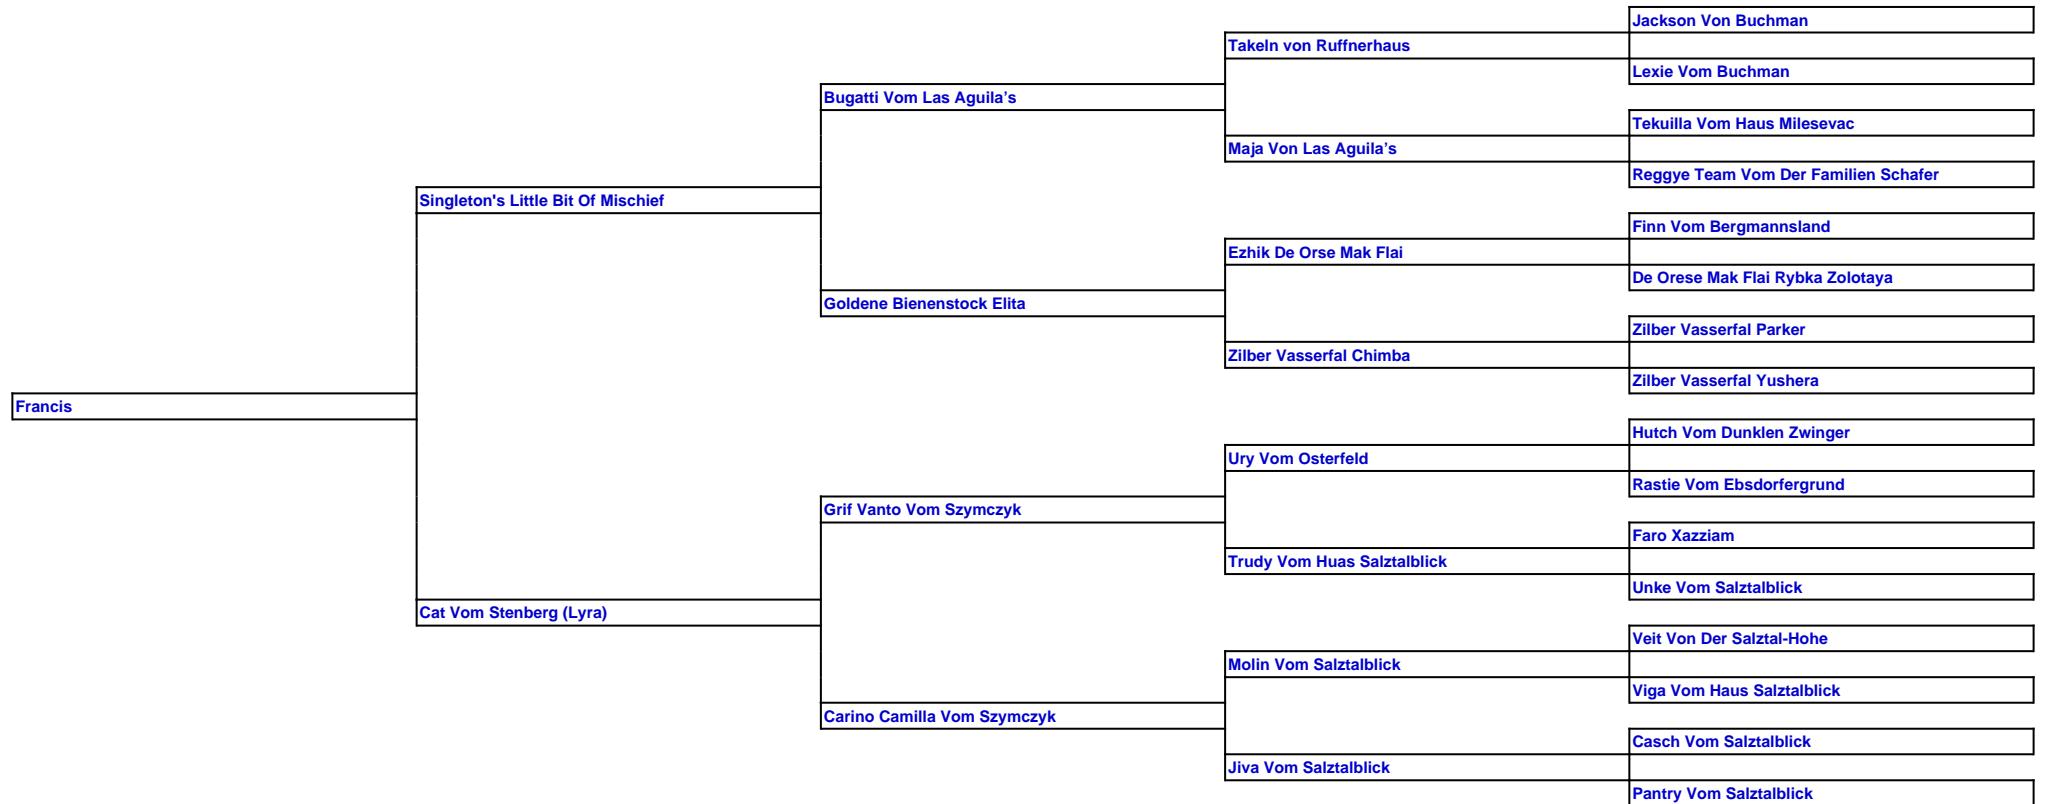 Jackson Von Buchman
Takeln von Ruffnerhaus
Lexie Vom Buchman
Bugatti Vom Las Aguila’s
Tekuilla Vom Haus Milesevac
Maja Von Las Aguila’s
Reggye Team Vom Der Familien Schafer
Singleton's Little Bit Of Mischief
Finn Vom Bergmannsland
Ezhik De Orse Mak Flai
De Orese Mak Flai Rybka Zolotaya
Goldene Bienenstock Elita
Zilber Vasserfal Parker
Zilber Vasserfal Chimba
Zilber Vasserfal Yushera
Francis
Hutch Vom Dunklen Zwinger
Ury Vom Osterfeld
Rastie Vom Ebsdorfergrund
Grif Vanto Vom Szymczyk
Faro Xazziam
Trudy Vom Huas Salztalblick
Unke Vom Salztalblick
Cat Vom Stenberg (Lyra)
Veit Von Der Salztal-Hohe
Molin Vom Salztalblick
Viga Vom Haus Salztalblick
Carino Camilla Vom Szymczyk
Casch Vom Salztalblick
Jiva Vom Salztalblick
Pantry Vom Salztalblick